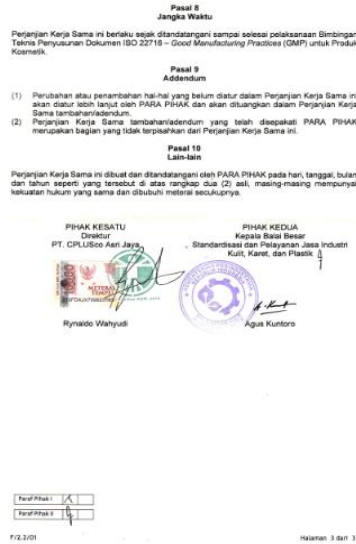 Pasal 8
Jangka Waktu
Perjanjian Kerja Sama ini berlaku sejak ditandatangani sampai selesai pelaksanaan Bimbingan
Teknis Penyusunan Dokumen ISO 22716 – Good Manufacturing Practices (GMP) untuk Produk
Kosmetik.
Pasal 9
Addendum
(1) Perubahan atau penambahan hal-hal yang belum diatur dalam Perjanjian Kerja Sama ini
akan diatur lebih lanjut oleh PARA PIHAK dan akan dituangkan dalam Perjanjian Kerja
Sama tambahan/adendum.
(2) Perjanjian Kerja Sama tambahan/adendum yang telah disepakati PARA PIHAK
merupakan bagian yang tidak terpisahkan dari Perjanjian Kerja Sama ini.
Pasal 10
Lain-lain
Perjanjian Kerja Sama ini dibuat dan ditandatangani oleh PARA PIHAK pada hari, tanggal, bulan
dan tahun seperti yang tersebut di atas rangkap dua (2) asli, masing-masing mempunyai
kekuatan hukum yang sama dan dibubuhi meterai secukupnya.
PIHAK KESATU
Direktur
PT. CPLUSco Asri Jaya
PIHAK KEDUA
Kepala Balai Besar
Standardisasi dan Pelayanan Jasa Industri
Kulit, Karet, dan Plastik
10000
METERAI
TEMPEL
Rynaldo Wahyudi
Agus Kuntoro
Paraf Pihak I
Paraf Pihak II
F/2.2/01
Halaman 3 dari 3